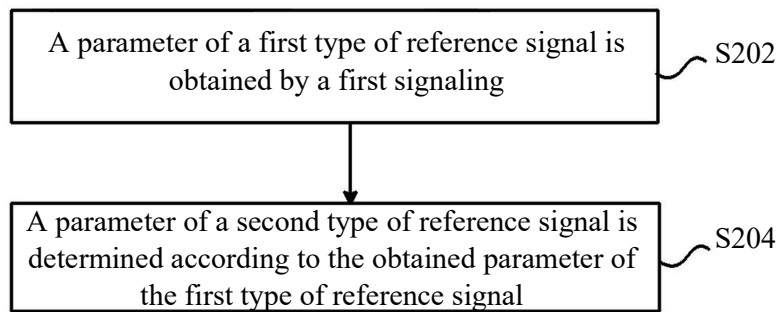 A parameter of a first type of reference signal is
obtained by a first signaling
S202
A parameter of a second type of reference signal is
determined according to the obtained parameter of
the first type of reference signal
S204